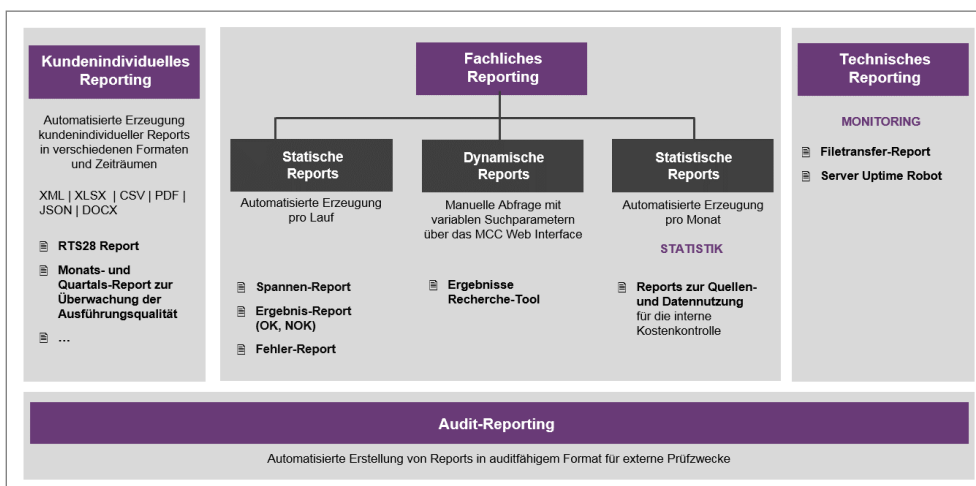 Kundenindividuelles
Reporting
Automatisierte Erzeugung
kundenindividueller Reports
in verschiedenen Formaten
und Zeiträumen
XML | XLSX | CSV | PDF |
JSON | DOCX
RTS28 Report
Monats- und
Quartals-Report zur
Überwachung der
Ausführungsqualität
...
Fachliches
Reporting
Statische
Reports
Automatisierte Erzeugung
pro Lauf
Spannen-Report
Ergebnis-Report
(OK, NOK)
Fehler-Report
Dynamische
Reports
Manuelle Abfrage mit
variablen Suchparametern
über das MCC Web Interface
Ergebnisse
Recherche-Tool
Statistische
Reports
Automatisierte Erzeugung
pro Monat
STATISTIK
Reports zur Quellen-
und Datennutzung
für die interne
Kostenkontrolle
Technisches
Reporting
MONITORING
Filetransfer-Report
Server Uptime Robot
Audit-Reporting
Automatisierte Erstellung von Reports in auditfähigem Format für externe Prüfzwecke